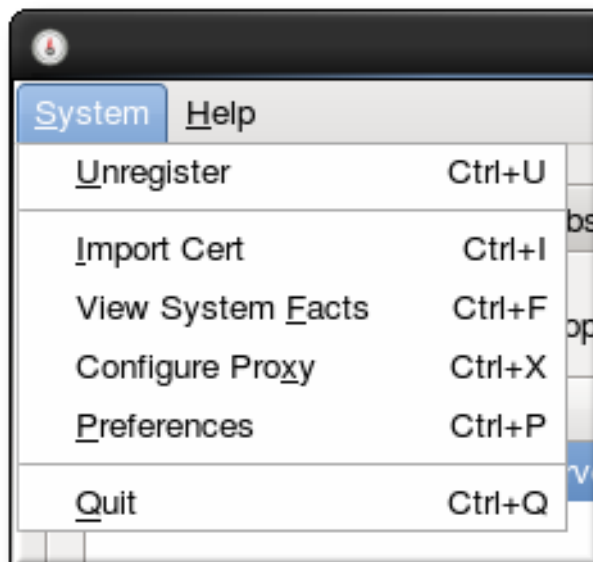 System Help
Unregister Ctrl+U
Import Cert Ctrl+I
View System Facts Ctrl+F
Configure Proxy Ctrl+X
Preferences Ctrl+P
Quit Ctrl+Q